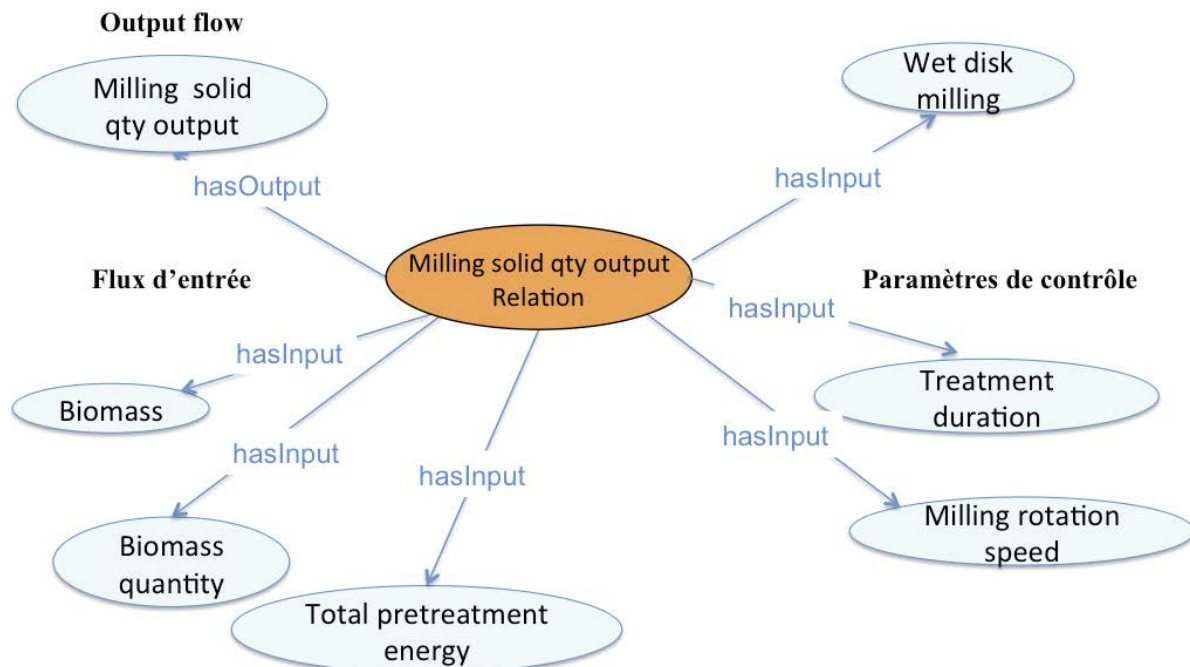 Output flow
Milling solid
qty output
Wet disk
milling
hasOutput
hasInput
Milling solid qty output
Relation
Flux d'entrée
Paramètres de contrôle
hasInput
hasInput
Biomass
Treatment
duration
hasInput
hasInput
hasInput
Biomass
quantity
Milling rotation
speed
Total pretreatment
energy